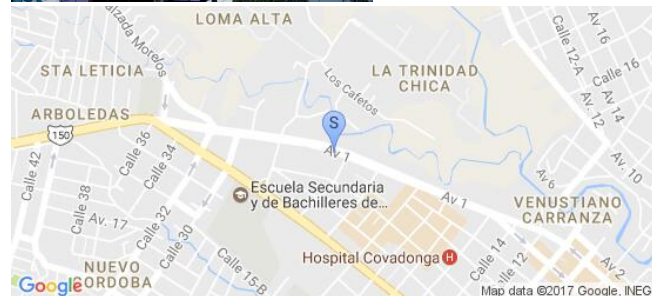 LOMA ALTA
Calzada Morelos
STA LETICIA
Los Cafetos
LA TRINIDAD
CHICA
Calle 12-A
Av 16
Calle 16
Av 14
Av. 12
ARBOLEDAS
150
Calle 36
Calle 34
S
Av 1
Av. 10
Calle 42
Calle 38
Av. 17
Calle 32
Calle 30
Escuela Secundaria
y de Bachilleres de...
Av 1
Av6
VENUSTIANO
CARRANZA
Calle 14
Calle 12
Av 2
Hospital Covadonga
H
NUEVO
CORDOBA
Calle 15-B
Google
Map data ©2017 Google, INEG